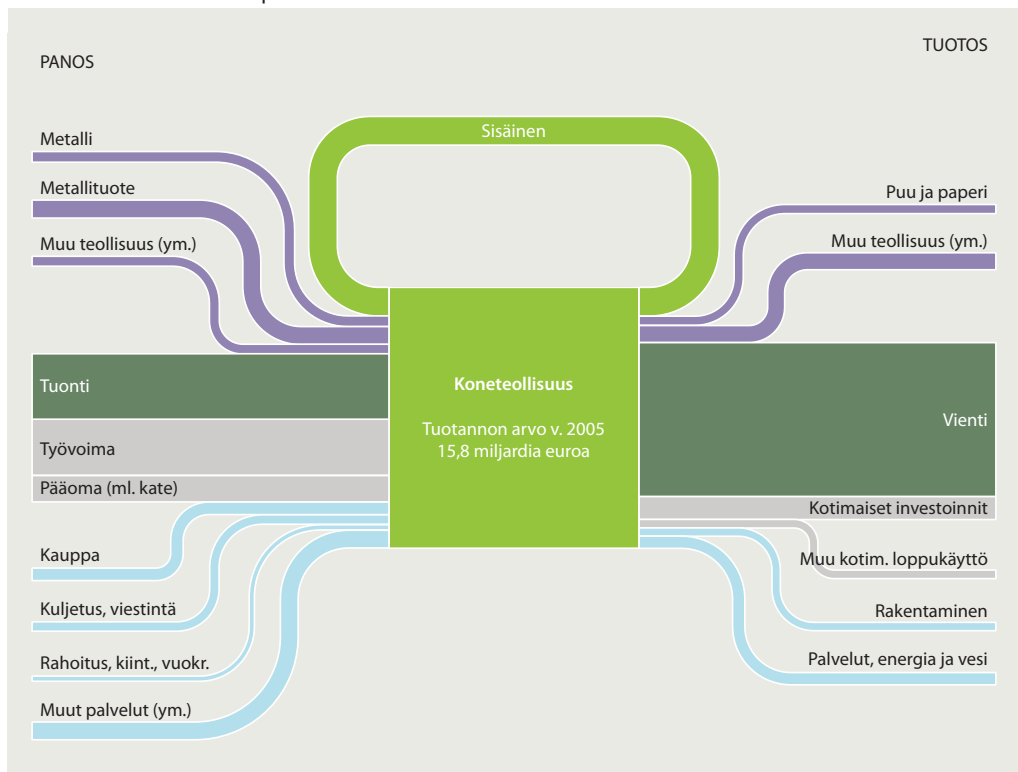 PANOS
TUOTOS
Sisäinen
Metalli
Metallituote
Muu teollisuus (ym.)
Puu ja paperi
Muu teollisuus (ym.)
Tuonti
Työvoima
Pääoma (ml. kate)
Koneteollisuus
Tuotannon arvo v. 2005
15,8 miljardia euroa
Vienti
Kotimaiset investoinnit
Kauppa
Kuljetus, viestintä
Rahoitus, kiint., vuokr.
Muut palvelut (ym.)
Muu kotim. loppukäyttö
Rakentaminen
Palvelut, energia ja vesi